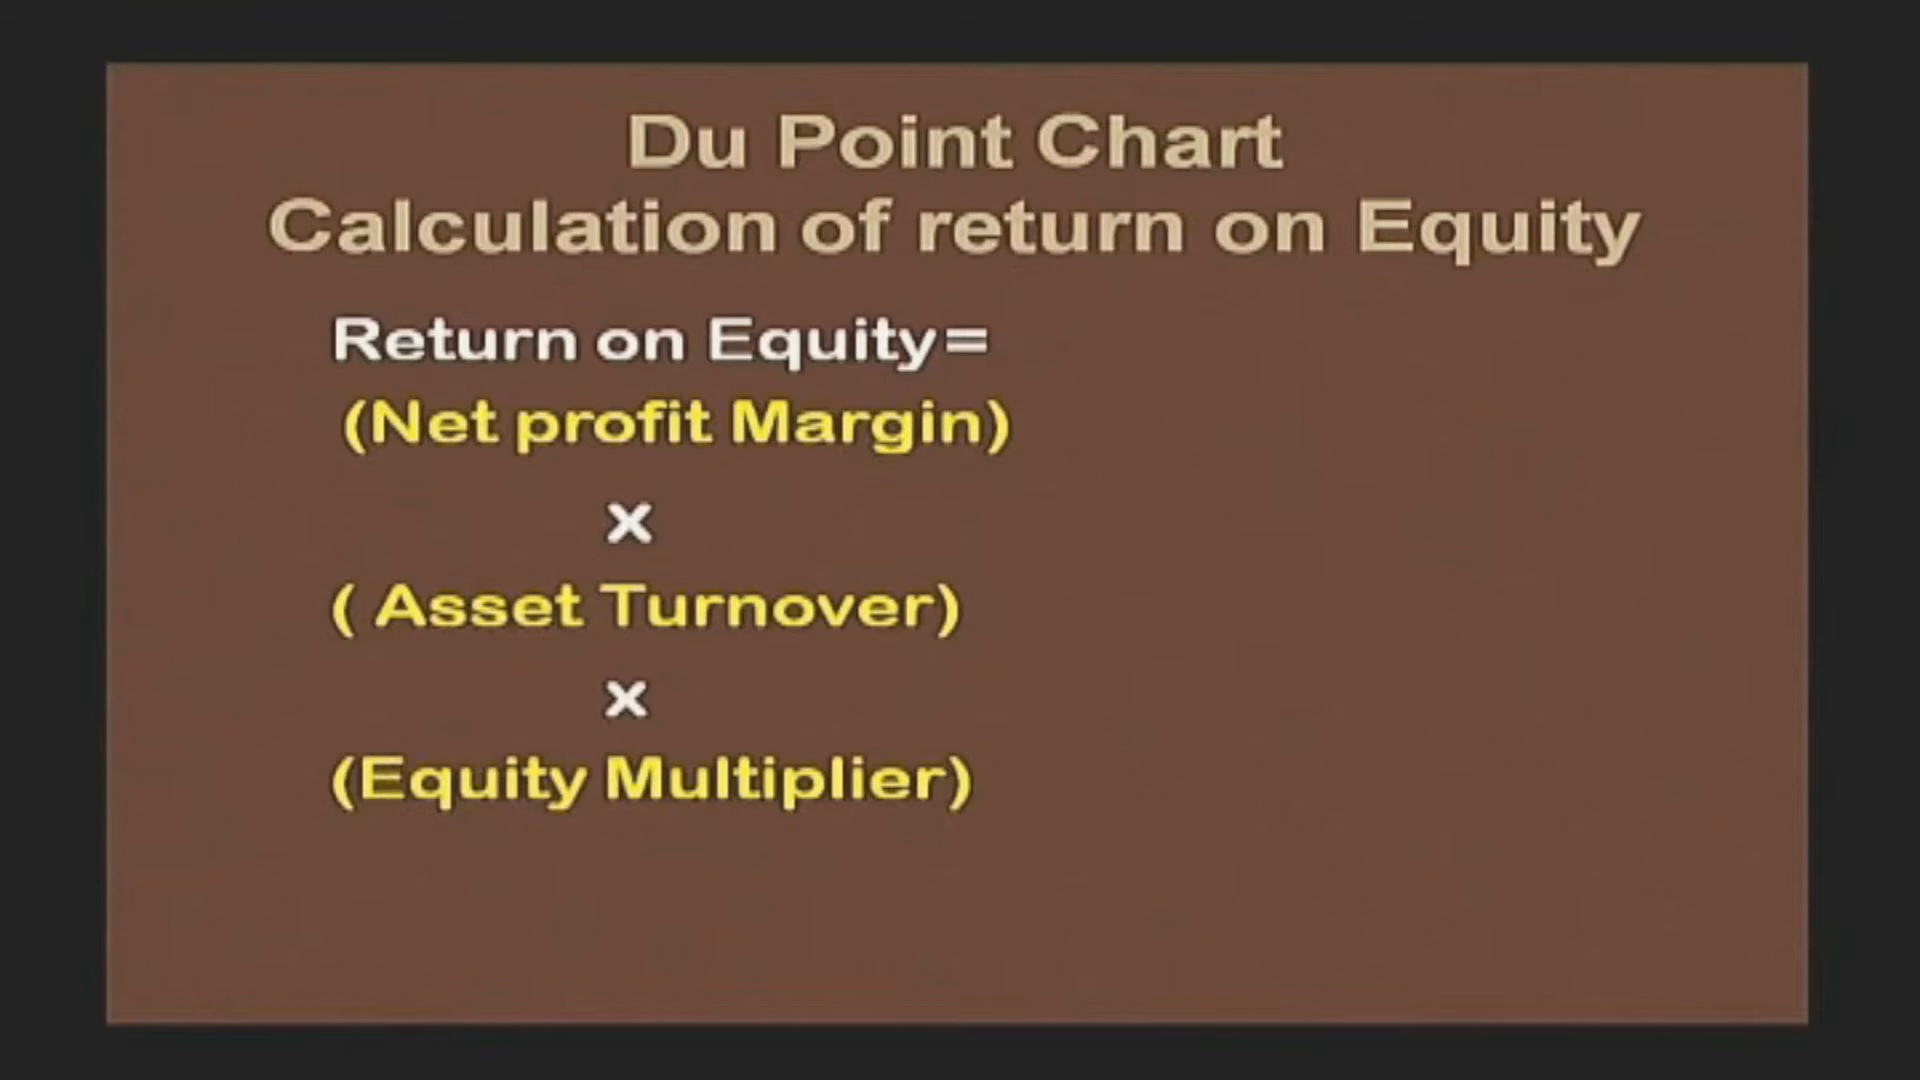 Du Point Chart
Calculation of return on Equity
Return on Equity=
(Net profit Margin)
x
( Asset Turnover)
x
(Equity Multiplier)